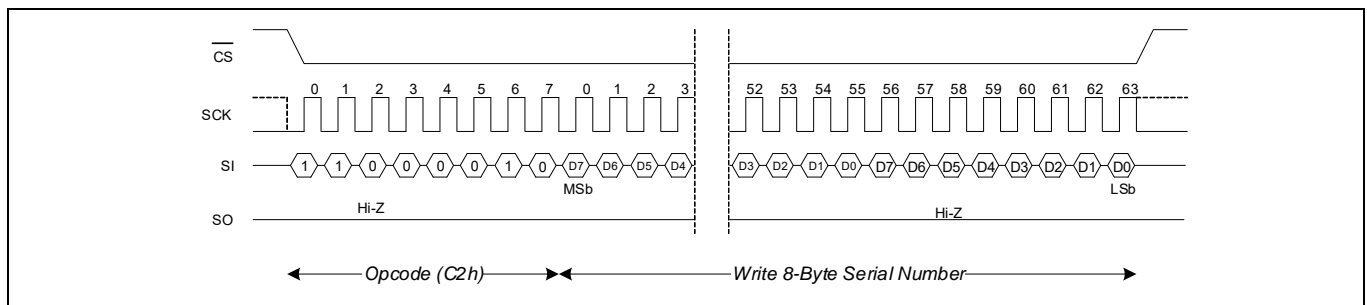 CS
0 1 2 3 4 5 6 7 0 1 2 3 52 53 54 55 56 57 58 59 60 61 62 63
SCK
SI 1 1 0 0 0 0 1 0 D7 D6 D5 D4 D3 D2 D1 D0 D7 D6 D5 D4 D3 D2 D1 D0
MSb LSb
Hi-Z Hi-Z
SO
Opcode (C2h) Write 8-Byte Serial Number